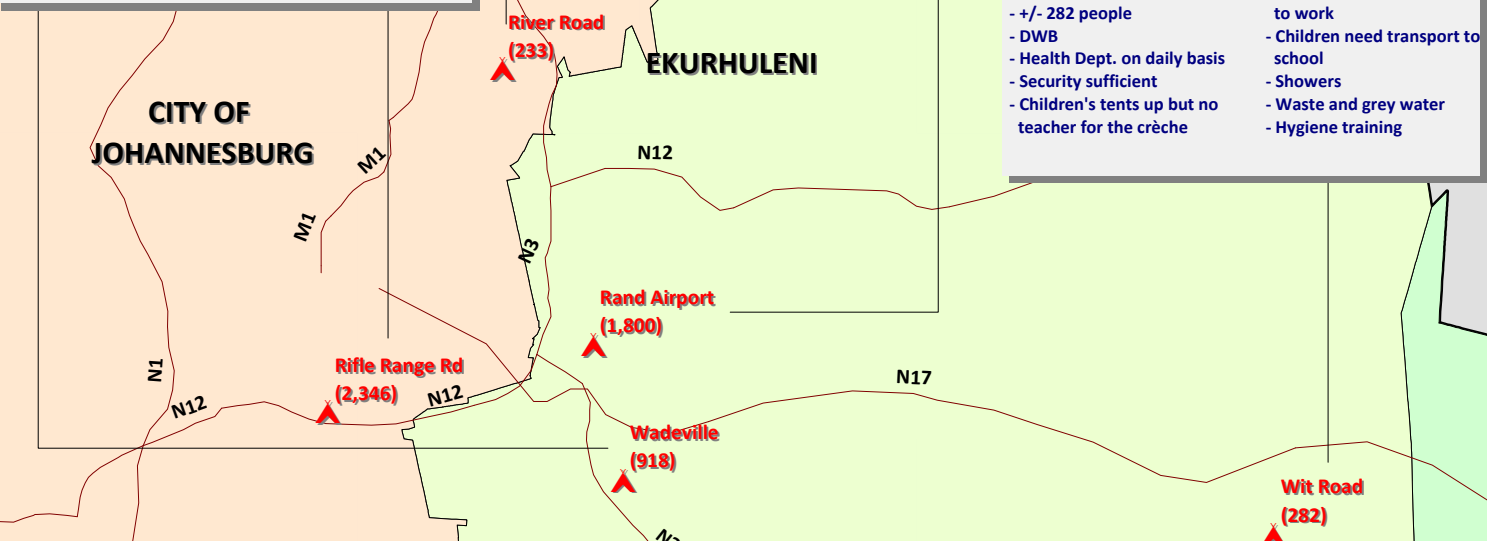 - +/- 282 people
- DWB
- Health Dept. on daily basis
- Security sufficient
- Children's tents up but no
teacher for the crèche
to work
- Children need transport to
school
- Showers
- Waste and grey water
- Hygiene training
River Road
(233)
EKURHULENI
CITY OF
JOHANNESBURG
M1
N12
M1
N3
Rand Airport
(1,800)
N1
Rifle Range Rd
(2,346)
N12
N12
N17
Wadeville
(918)
Wit Road
(282)